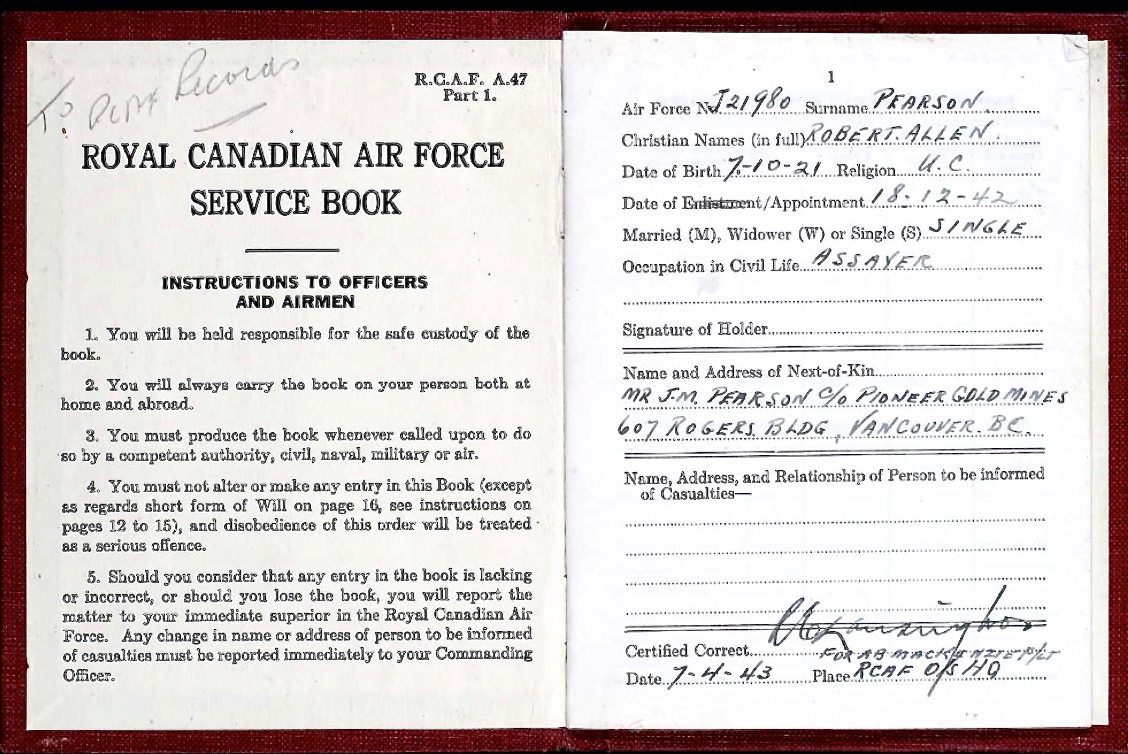 To Records
R.C.A.F. A.47
Part 1.
ROYAL CANADIAN AIR FORCE
SERVICE BOOK
INSTRUCTIONS TO OFFICERS
AND AIRMEN
1. You will be held responsible for the safe custody of the
book.
2. You will always carry the book on your person both at
home and abroad.
3. You must produce the book whenever called upon to do
so by a competent authority, civil, naval, military or air.
4. You must not alter or make any entry in this Book (except
as regards short form of Will on page 16, see instructions on
pages 12 to 15), and disobedience of this order will be treated
as a serious offence.
5. Should you consider that any entry in the book is lacking
or incorrect, or should you lose the book, you will report the
matter to your immediate superior in the Royal Canadian Air
Force. Any change in name or address of person to be informed
of casualties must be reported immediately to your Commanding
Officer.
1
Air Force No. J21980 Surname PEARSON
Christian Names (in full) ROBERT ALLEN.
Date of Birth 7-10-21 Religion U.C.
Date of Enlistment/Appointment 18-12-42
Married (M), Widower (W) or Single (S) SINGLE
Occupation in Civil Life ASSAYER
Signature of Holder
Name and Address of Next-of-Kin
MR J.M. PEARSON C/O PIONEER GOLD MINES
607 ROGERS BLDG, VANCOUVER. BC.
Name, Address, and Relationship of Person to be informed
of Casualties—
Certified Correct
FOR AB MACKENZIE F/LT
Date 7-4-43 Place RCAF O/S HQ